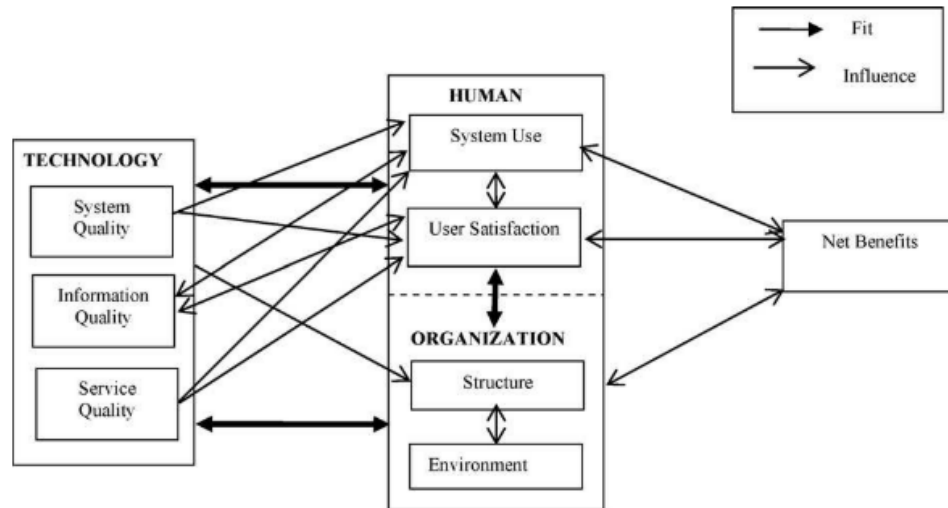 Fit
Influence
HUMAN
System Use
User Satisfaction
TECHNOLOGY
System
Quality
Information
Quality
Service
Quality
ORGANIZATION
Structure
Environment
Net Benefits